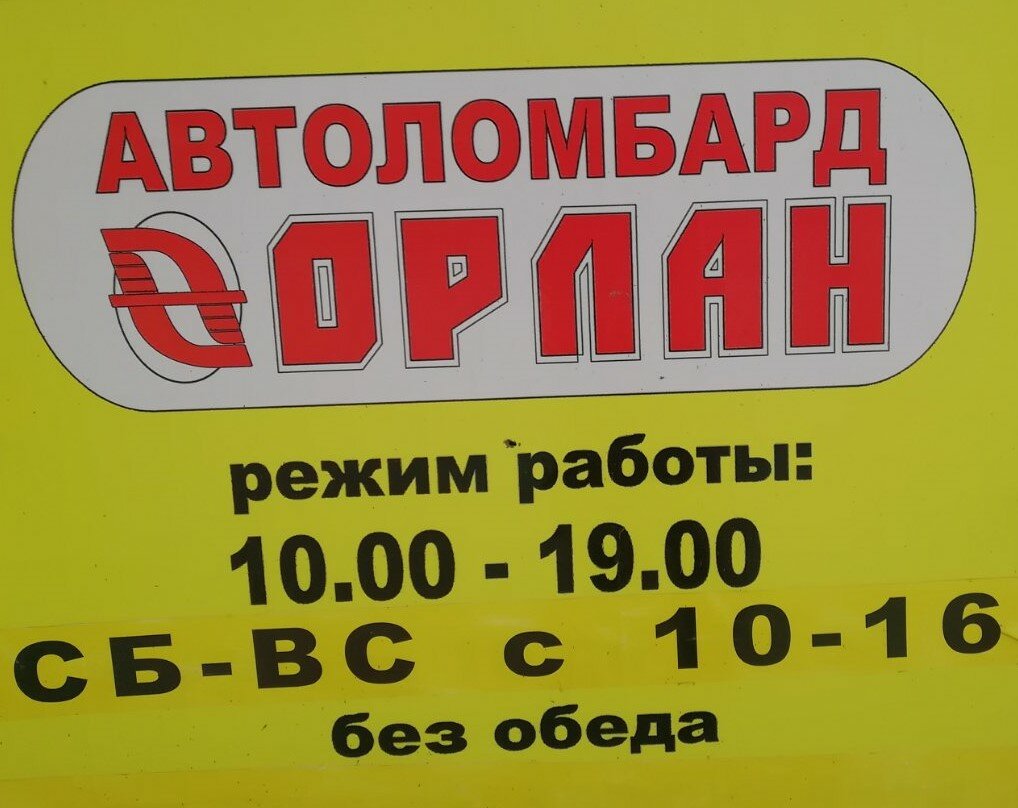 АВТОЛОМБАРД
ОРЛАН
режим работы:
10.00 - 19.00
СБ-ВС с 10-16
без обеда